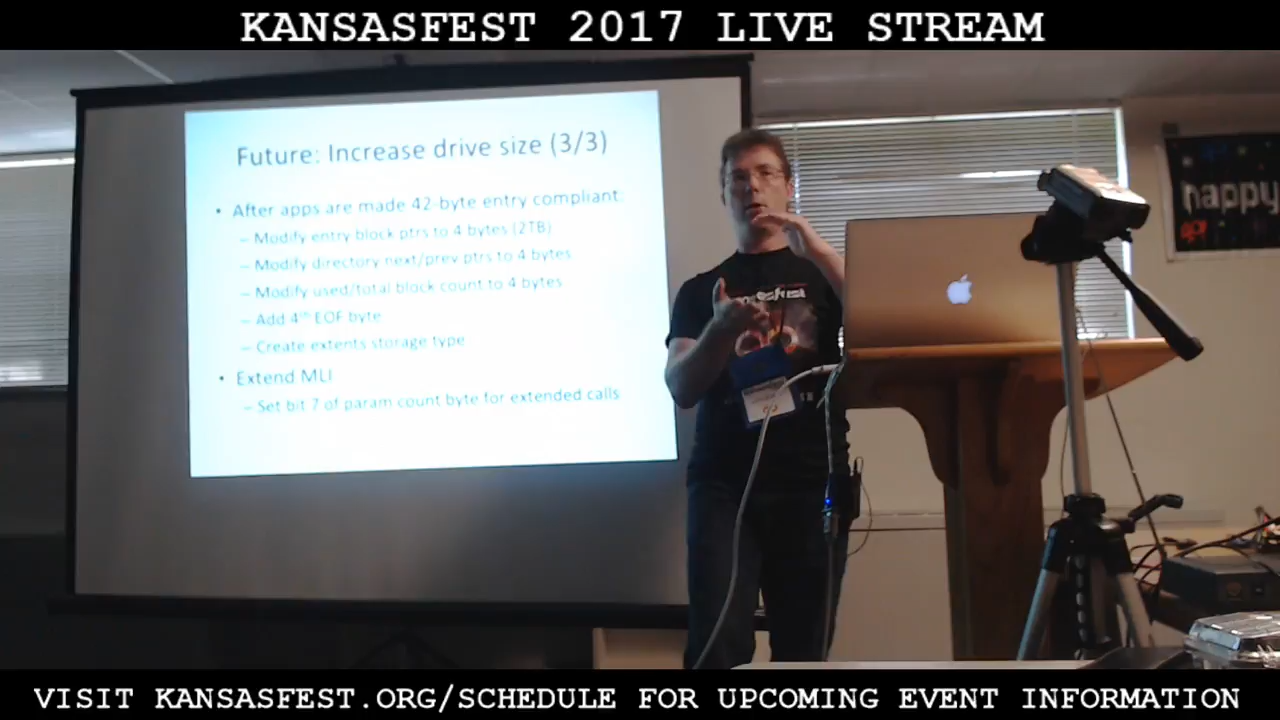 KANSASFEST 2017 LIVE STREAM
Future: Increase drive size (3/3)
• After apps are made 42-byte entry compliant:
– Modify entry block ptrs to 4 bytes (2TB)
– Modify directory next/prev ptrs to 4 bytes
– Modify used/total block count to 4 bytes
– Add 4th EOF byte
– Create extents storage type
• Extend MLI
– Set bit 7 of param count byte for extended calls
happy
VISIT KANSASFEST.ORG/SCHEDULE FOR UPCOMING EVENT INFORMATION